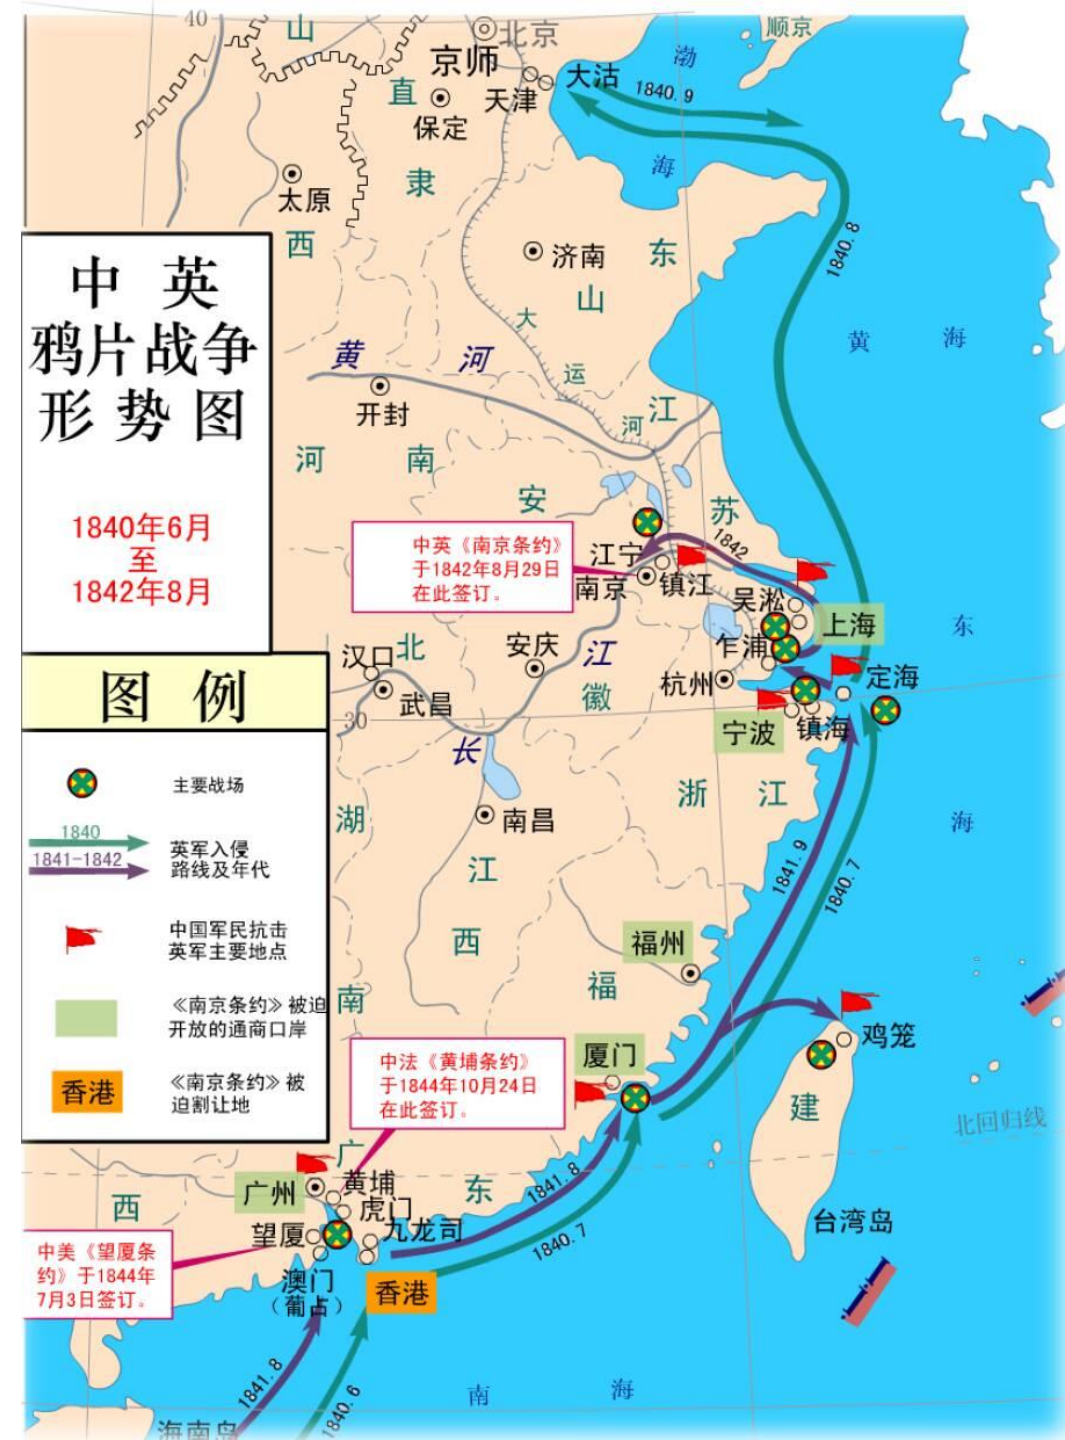 40
山
北京
顺京
京师
渤
大沽
1840.9
直
天津
保定
海
隶
太原
西
济南
东
1840.8
山
中 英
鸦片战争
形 势 图
1840年6月
至
1842年8月
大
黄
河
黄
海
运
开封
河
江
河
南
安
苏
1842
中英《南京条约》
于1842年8月29日
在此签订。
江宁
南京
镇江
吴淞
上海
东
乍浦
汉口
北
安庆
江
杭州
定海
徽
武昌
30
宁波
镇海
长
图 例
主要战场
1840
1841-1842
英军入侵
路线及年代
中国军民抗击
英军主要地点
《南京条约》被迫
开放的通商口岸
香港
《南京条约》被
迫割让地
浙
江
湖
南昌
海
江
1841.9
1840.7
西
福州
南
福
鸡笼
厦门
中法《黄埔条约》
于1844年10月24日
在此签订。
建
北回归线
广
东
西
广州
黄埔
虎门
1841.8
望厦
九龙司
1840.7
台湾岛
中美《望厦条
约》于1844年
7月3日签订。
澳门
（葡占）
香港
1841.8
1840.6
南
海
海南岛